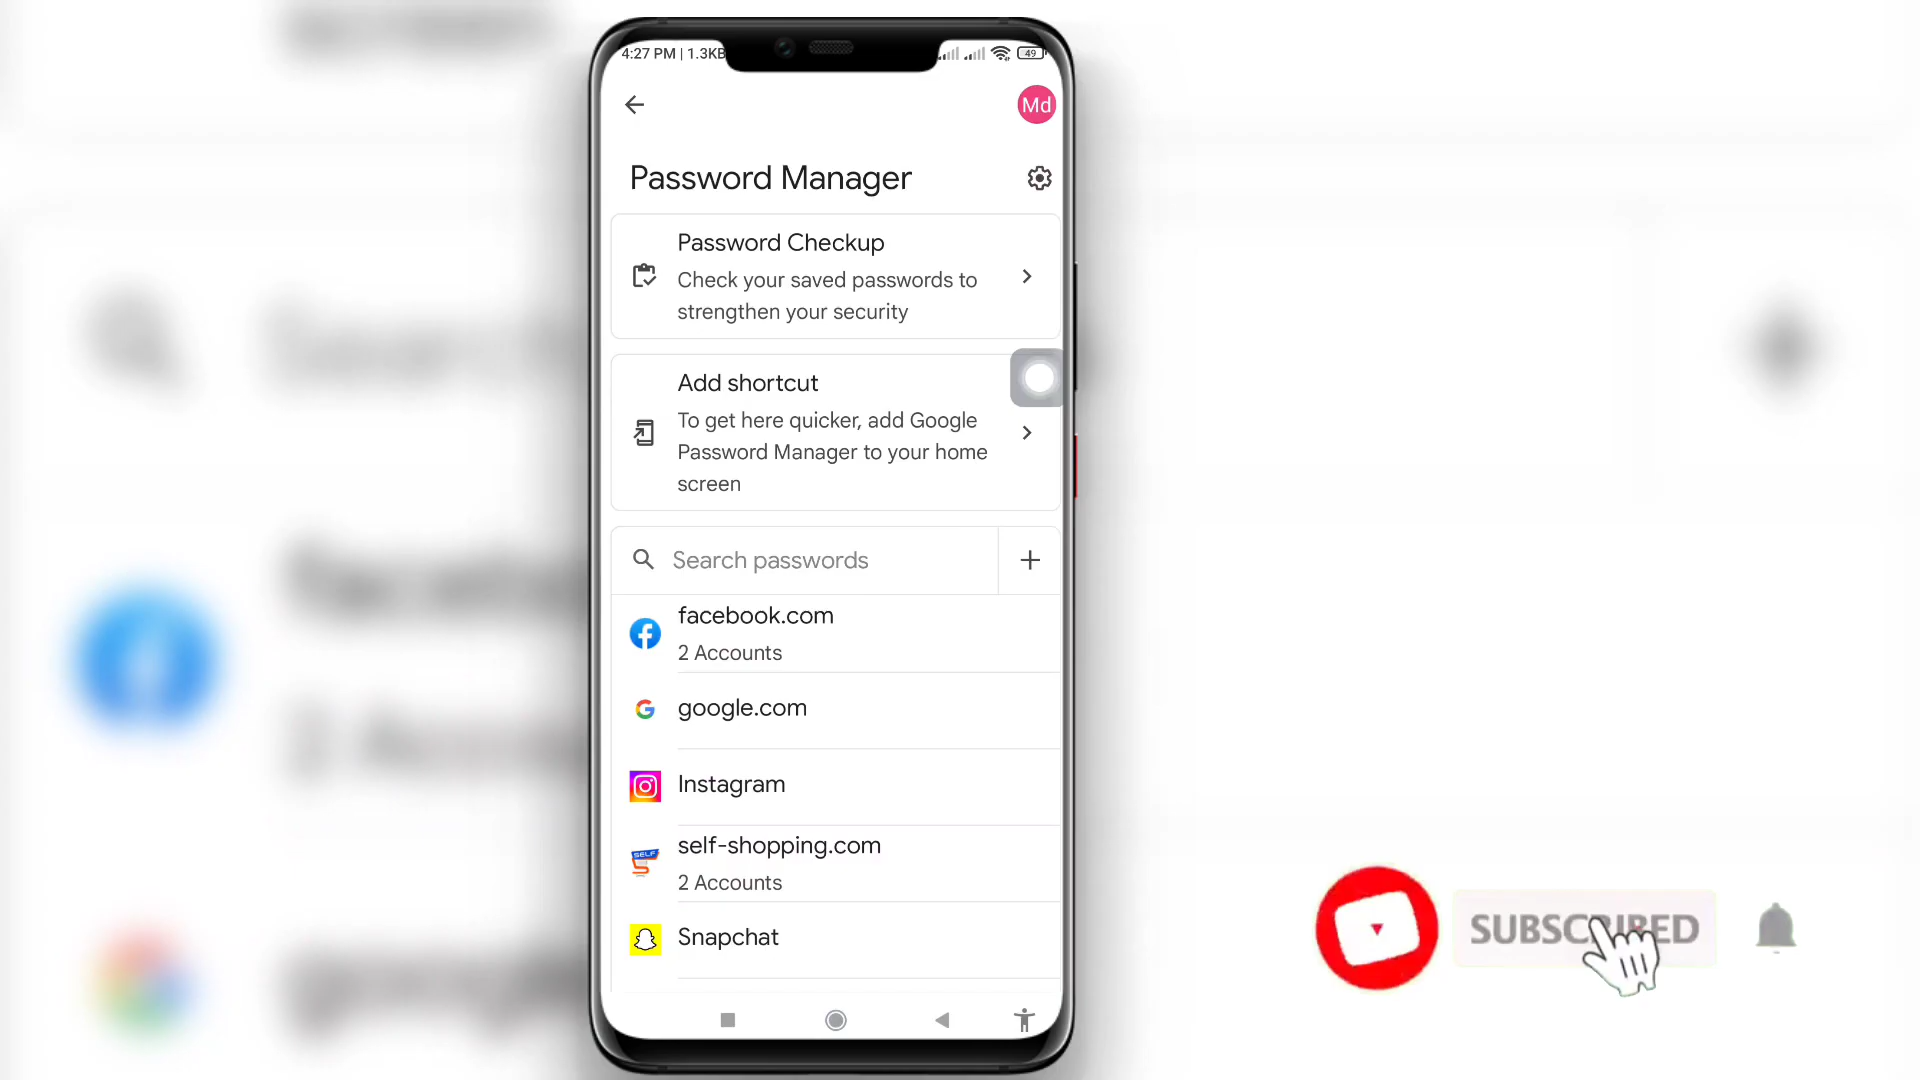 4:27 PM | 1.3KB
49
Md
Password Manager
Password Checkup
Check your saved passwords to
strengthen your security
Add shortcut
To get here quicker, add Google
Password Manager to your home
screen
Search passwords
facebook.com
2 Accounts
google.com
Instagram
SELF
self-shopping.com
2 Accounts
Snapchat
SUBSCRIBED